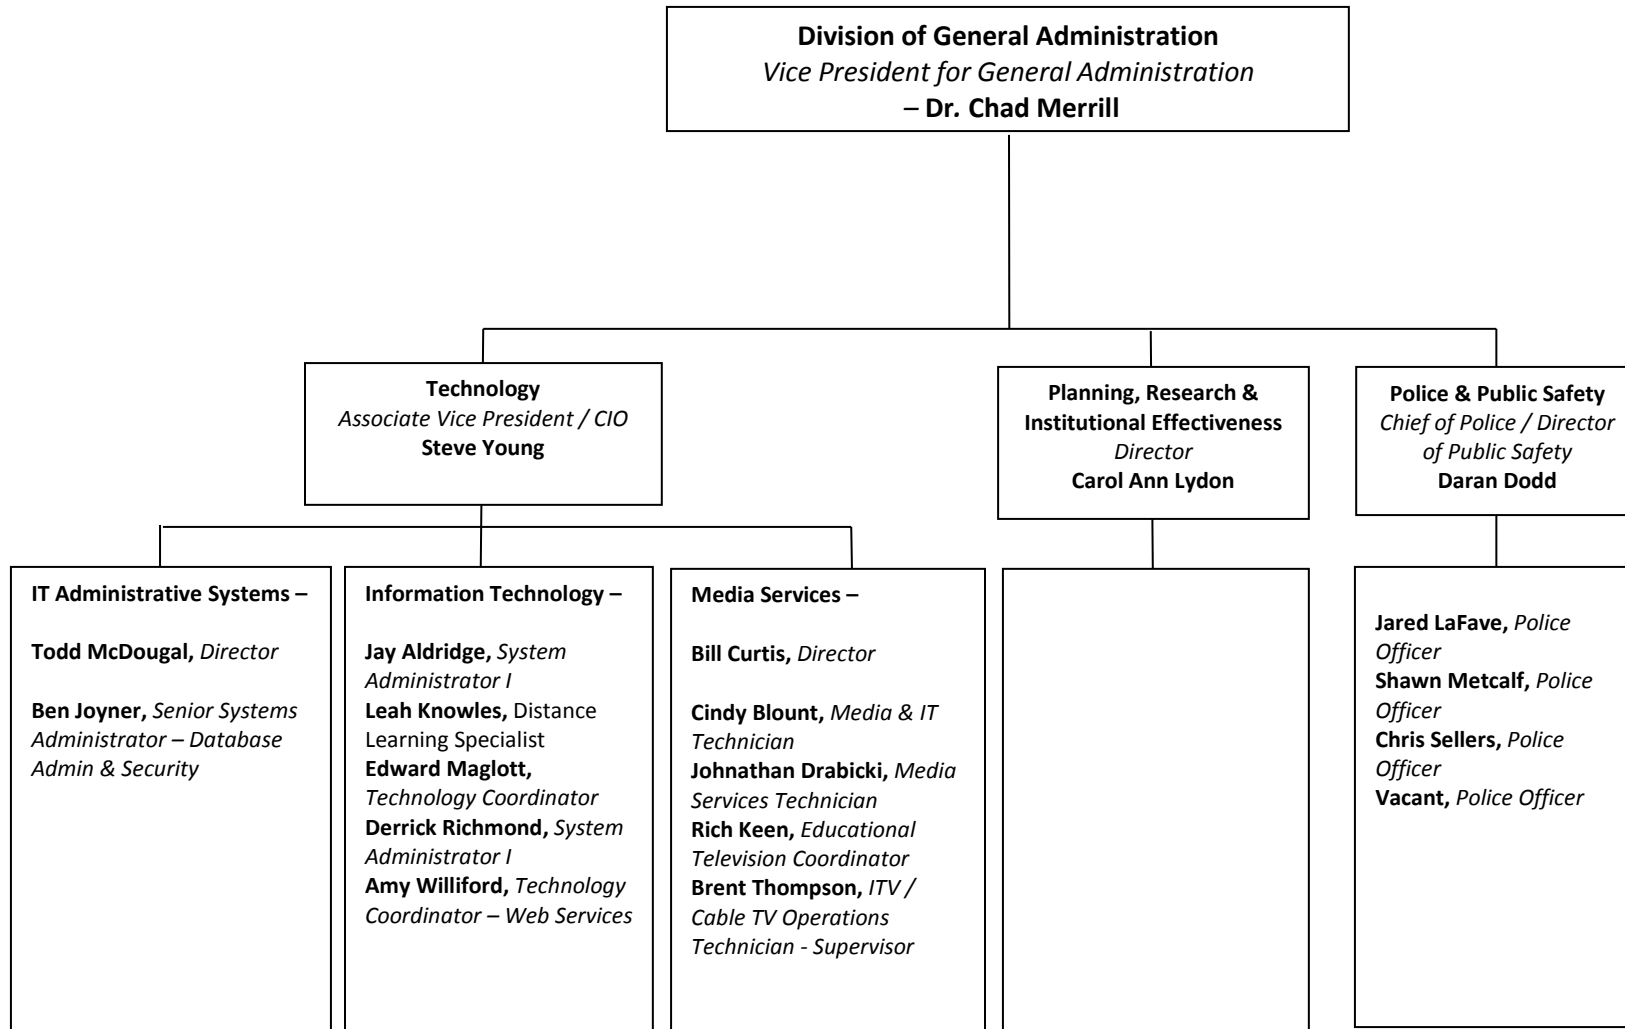 Division of General Administration
Vice President for General Administration
– Dr. Chad Merrill
Technology
Associate Vice President / CIO
Steve Young
Planning, Research &
Institutional Effectiveness
Director
Carol Ann Lydon
Police & Public Safety
Chief of Police / Director
of Public Safety
Daran Dodd
IT Administrative Systems –
Todd McDougal, Director
Ben Joyner, Senior Systems
Administrator – Database
Admin & Security
Information Technology –
Jay Aldridge, System
Administrator I
Leah Knowles, Distance
Learning Specialist
Edward Maglott,
Technology Coordinator
Derrick Richmond, System
Administrator I
Amy Williford, Technology
Coordinator – Web Services
Media Services –
Bill Curtis, Director
Cindy Blount, Media & IT
Technician
Johnathan Drabicki, Media
Services Technician
Rich Keen, Educational
Television Coordinator
Brent Thompson, ITV /
Cable TV Operations
Technician - Supervisor
Jared LaFave, Police
Officer
Shawn Metcalf, Police
Officer
Chris Sellers, Police
Officer
Vacant, Police Officer